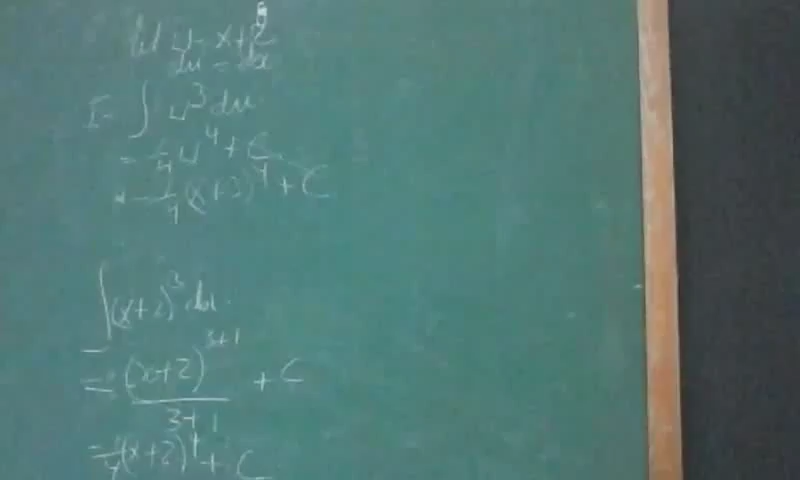 let u = x+2
du = dx
I = ∫ u³ du
= 1/4 u⁴ + C
= 1/4 (x+2)⁴ + C
∫(x+2)³ dx
= (x+2)³⁺¹ / 3+1 + C
= 1/4 (x+2)⁴ + C